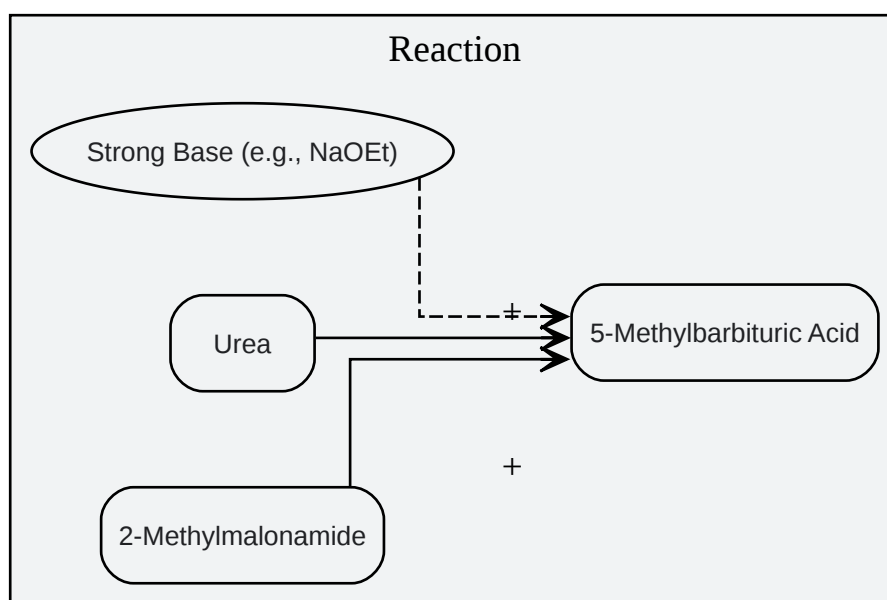 Reaction
Strong Base (e.g., NaOEt)
+
5-Methylbarbituric Acid
Urea
+
2-Methylmalonamide